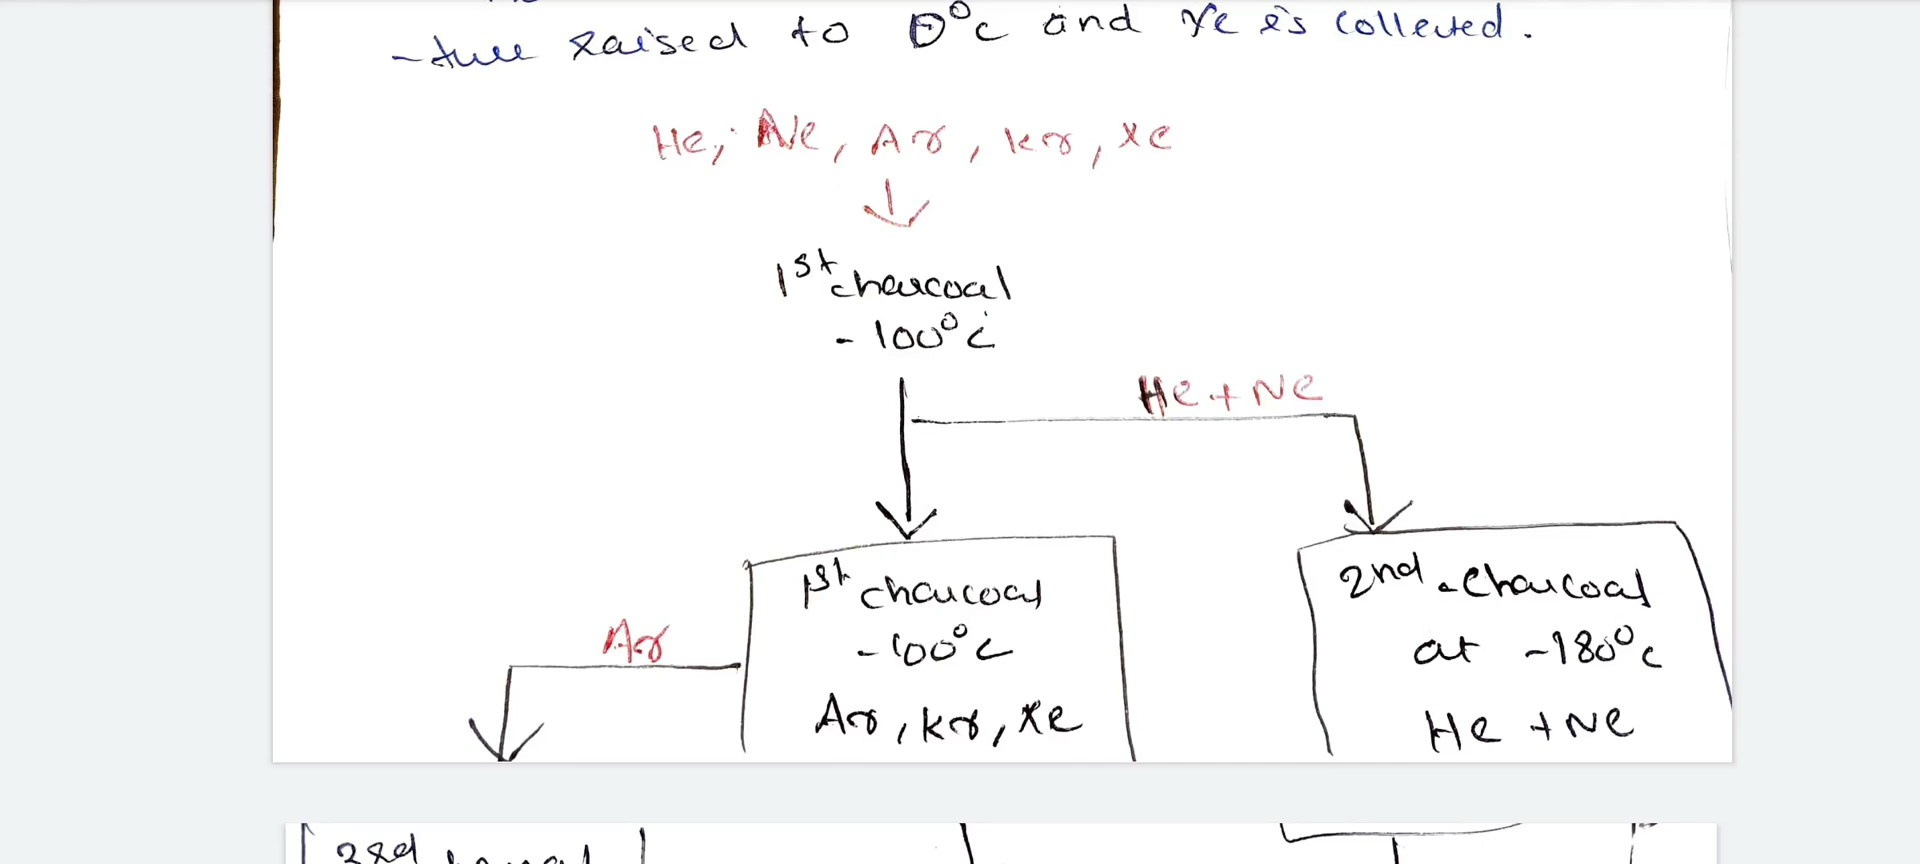 -ture raised to 0°c and Xe is collected.
He, Ne, Ar, kr, xe
1st charcoal
- 100°c
He + Ne
1st charcoal
- 100°c
Ar, kr, xe
2nd charcoal
at -180°c
He + Ne
Ar
3rd